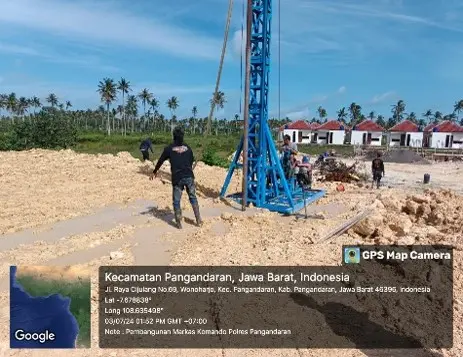 GPS Map Camera
Kecamatan Pangandaran, Jawa Barat, Indonesia
Jl. Raya Cijulang No.69, Wonoharjo, Kec. Pangandaran, Kab. Pangandaran, Jawa Barat 46396, Indonesia
Lat -7.678638°
Long 108.635498°
03/07/24 01:52 PM GMT +07:00
Note : Pembangunan Markas Komando Polres Pangandaran
Google